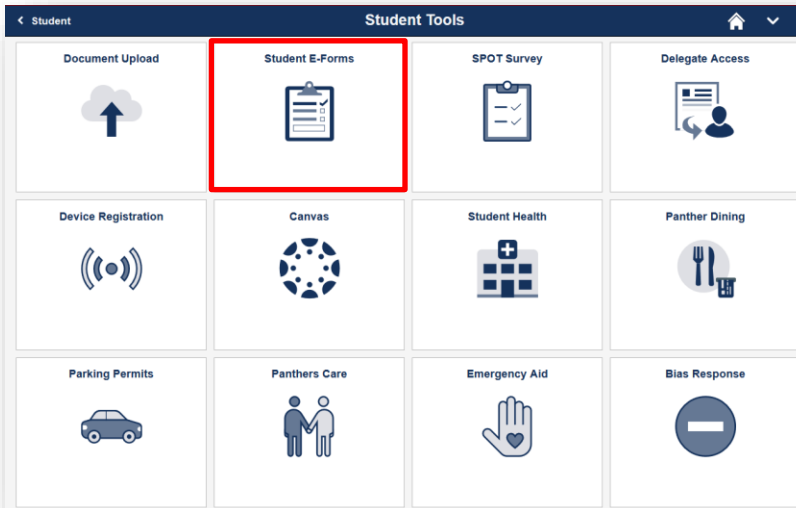 Student
Student Tools
Document Upload
Student E-Forms
SPOT Survey
Delegate Access
Device Registration
Canvas
Student Health
Panther Dining
Parking Permits
Panthers Care
Emergency Aid
Bias Response